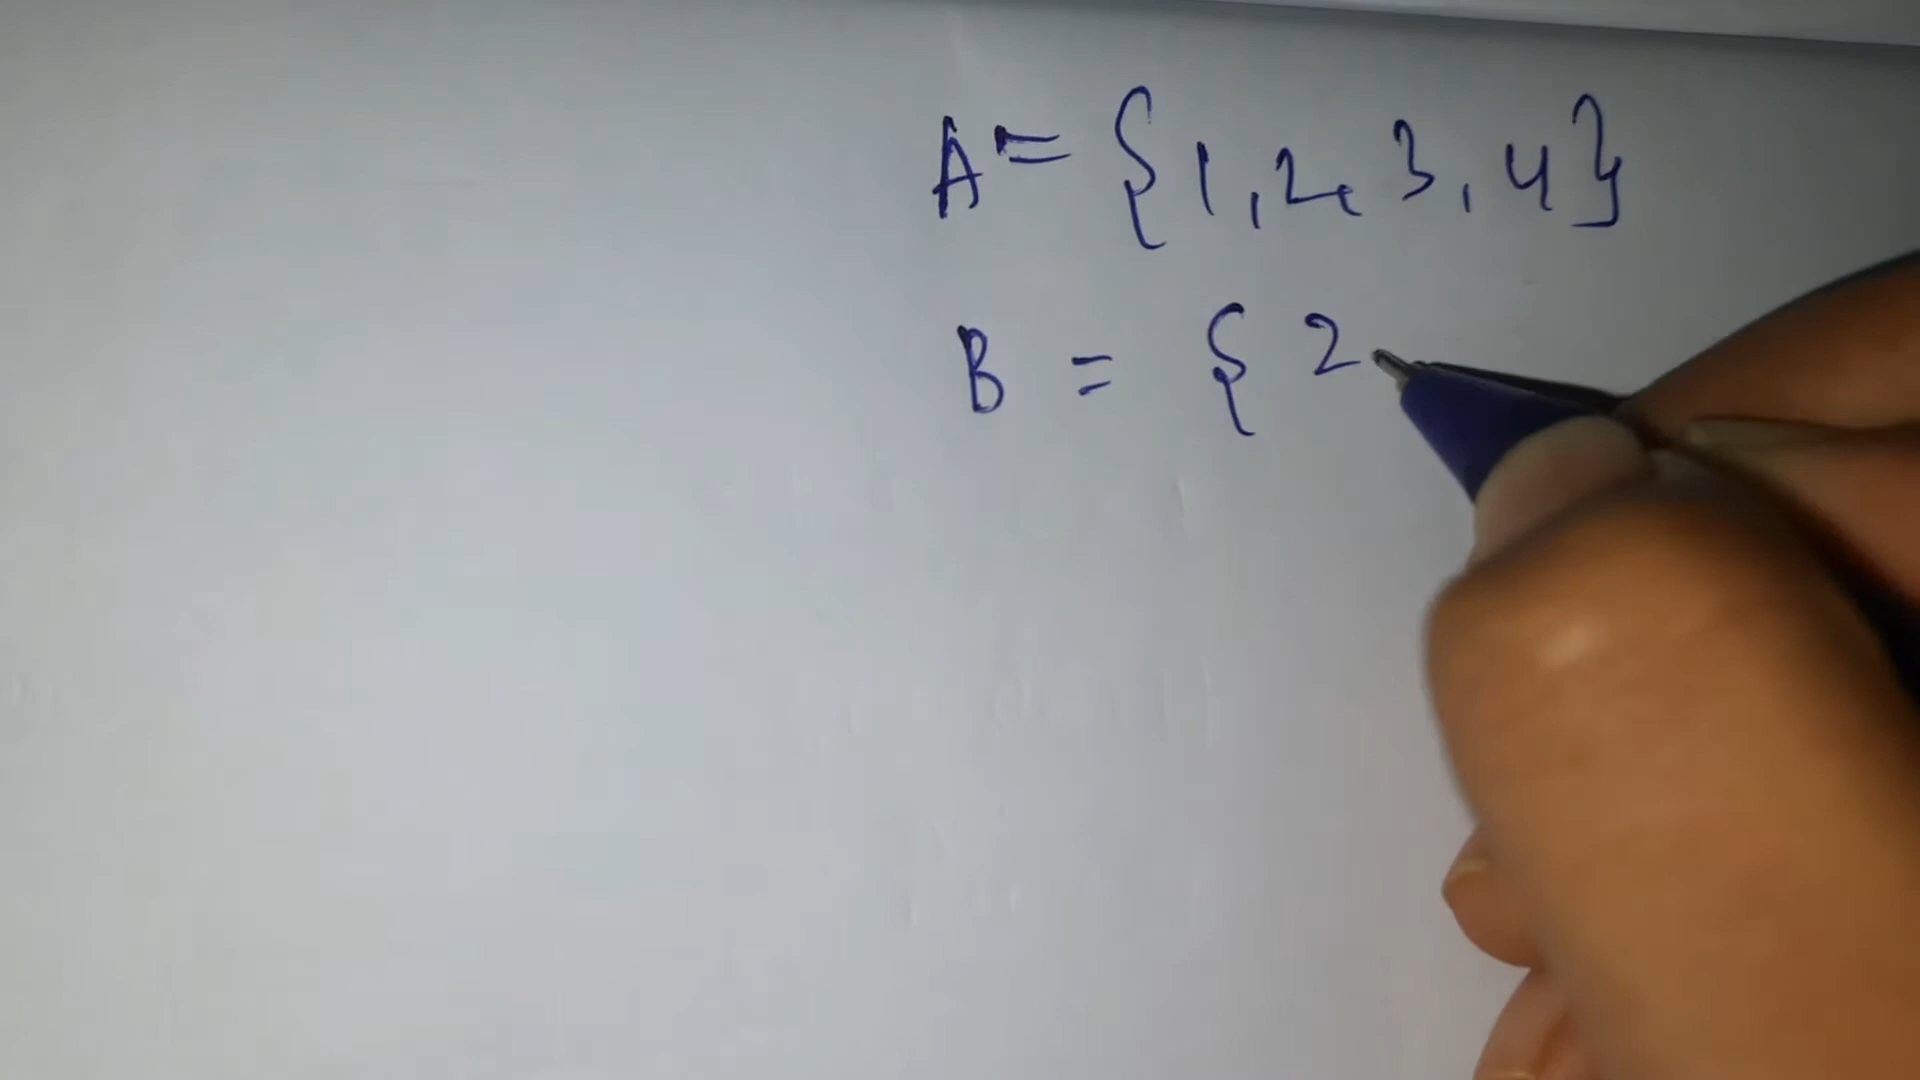 A = {1, 2, 3, 4}
B = { 2